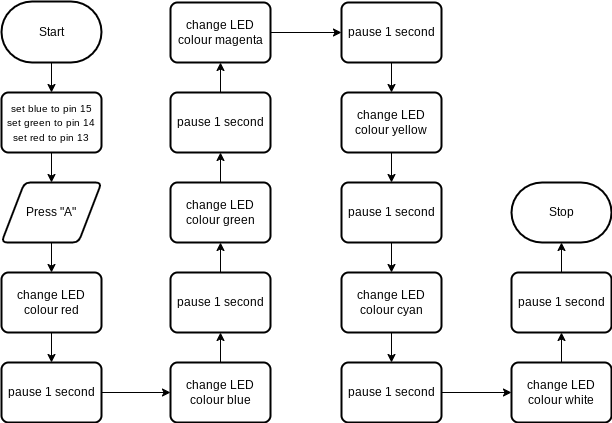 Start
set blue to pin 15
set green to pin 14
set red to pin 13
Press "A"
change LED
colour red
pause 1 second
change LED
colour blue
pause 1 second
change LED
colour green
pause 1 second
change LED
colour magenta
pause 1 second
change LED
colour yellow
pause 1 second
change LED
colour cyan
pause 1 second
change LED
colour white
pause 1 second
Stop